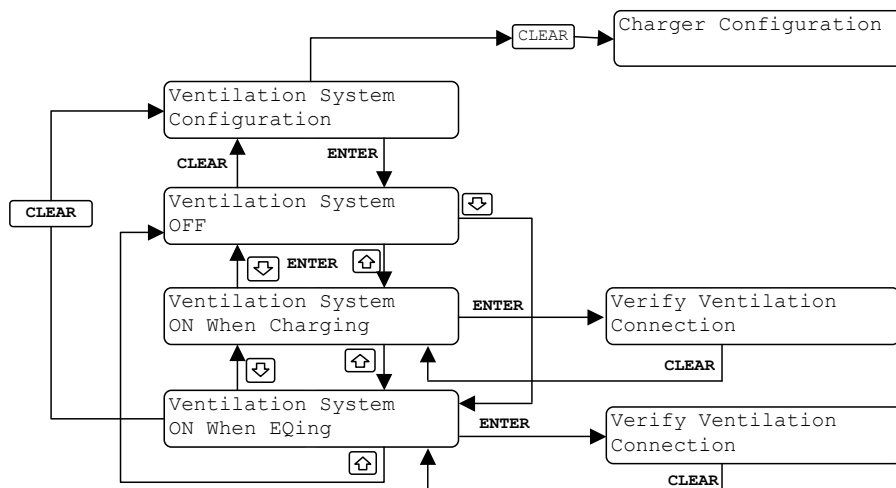 CLEAR
Charger Configuration
Ventilation System
Configuration
CLEAR
ENTER
Ventilation System
OFF
CLEAR
ENTER
Ventilation System
ON When Charging
ENTER
Verify Ventilation
Connection
CLEAR
Ventilation System
ON When EQing
ENTER
Verify Ventilation
Connection
CLEAR